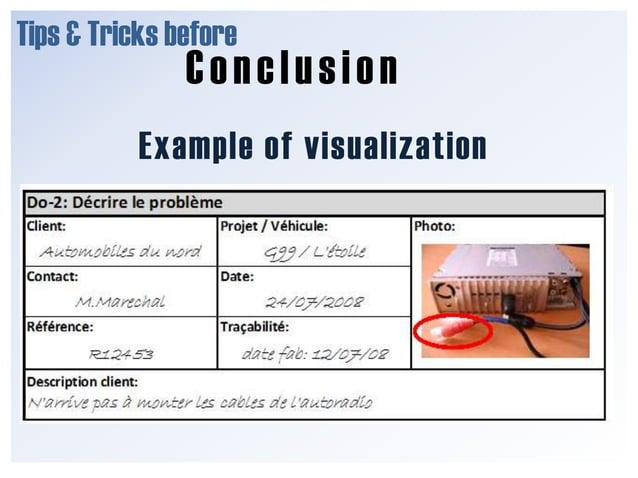 Tips & Tricks before
Conclusion
Example of visualization
Do-2: Décrire le problème
Client:
Automobiles du nord
Projet / Véhicule:
G99 / L'étoile
Photo:
Contact:
M.Marechal
Date:
24/07/2008
Référence:
R12453
Traçabilité:
date fab: 12/07/08
Description client:
N'arrive pas à monter les cables de l'autoradio